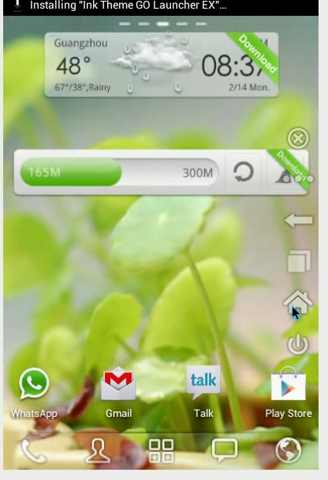 Installing "Ink Theme GO Launcher EX"...
Guangzhou
Download
48°
08:37
67°/38°,Rainy
2/14 Mon.
165M
300M
Download
WhatsApp
Gmail
talk
Talk
Play Store